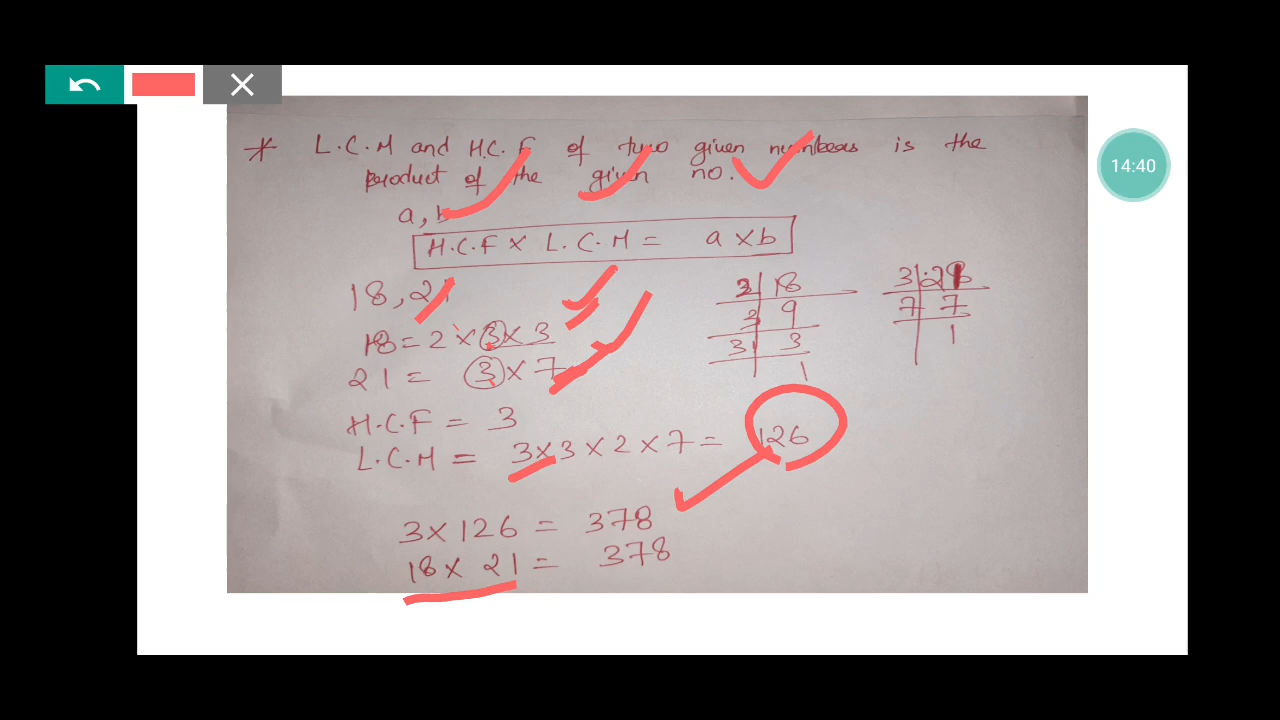 14:40
* L.C.M and H.C.F of two given numbers is the
product of the given no.
a, b
H.C.F × L.C.M = a × b
18, 21
18 = 2 × 3 × 3
21 = 3 × 7
H.C.F = 3
L.C.M = 3 × 3 × 2 × 7 = 126
3 × 126 = 378
18 × 21 = 378
2 | 18
3 | 9
3 | 3
1
3 | 21
7 | 7
1